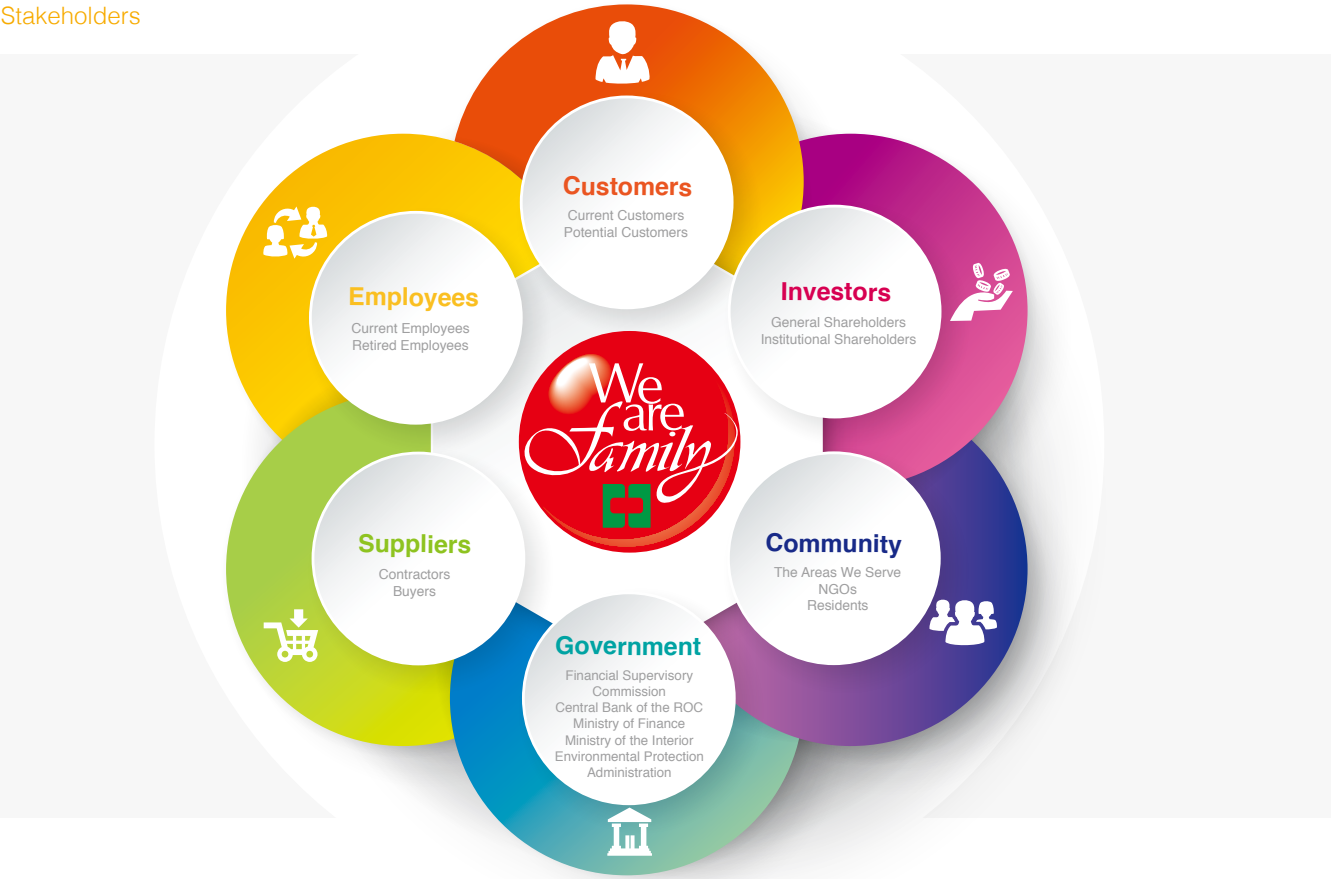 Stakeholders
Customers
Current Customers
Potential Customers
Employees
Current Employees
Retired Employees
Investors
General Shareholders
Institutional Shareholders
We
are
Family
Suppliers
Contractors
Buyers
Community
The Areas We Serve
NGOs
Residents
Government
Financial Supervisory
Commission
Central Bank of the ROC
Ministry of Finance
Ministry of the Interior
Environmental Protection
Administration